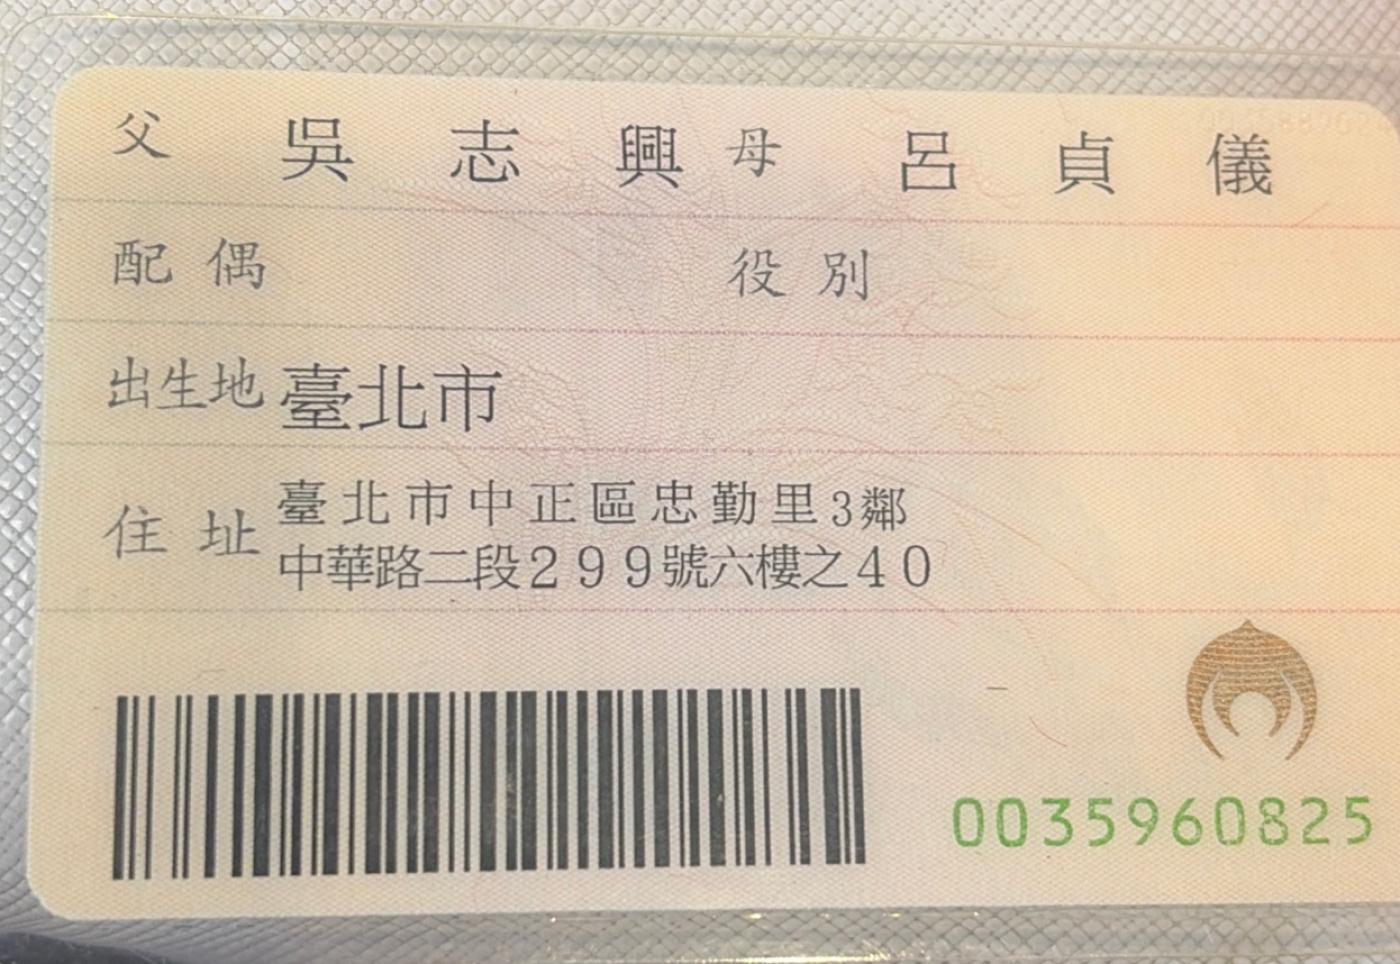 父 吳志興 母 呂貞儀
配偶 役別
出生地 臺北市
住址 臺北市中正區忠勤里3鄰
中華路二段299號六樓之40
0035960825